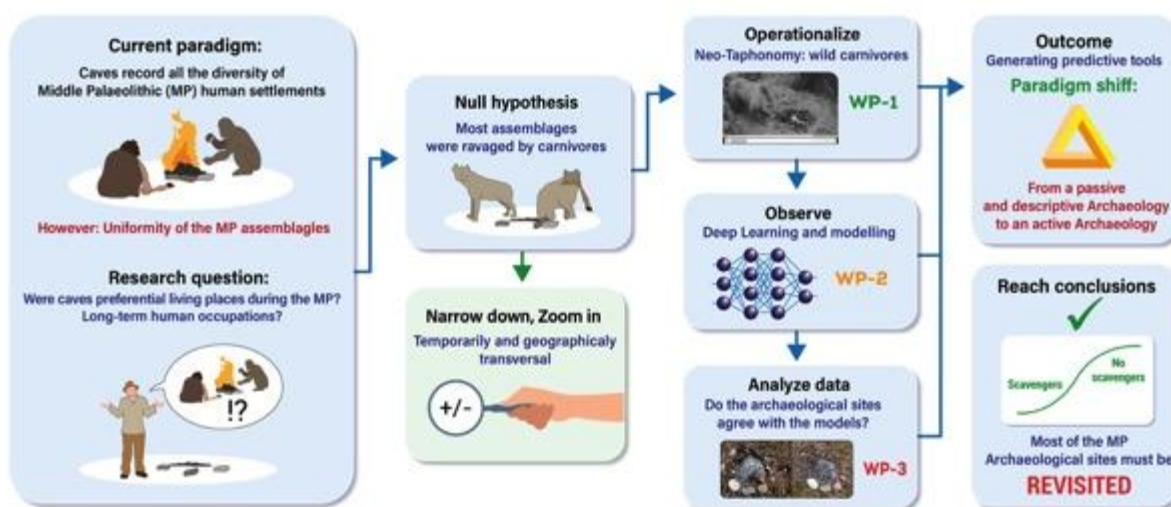 Current paradigm:
Caves record all the diversity of
Middle Palaeolithic (MP) human settlements
However: Uniformity of the MP assemblagles
Research question:
Were caves preferential living places during the MP?
Long-term human occupations?
!?
Null hypothesis
Most assemblages
were ravaged by carnivores
Narrow down, Zoom in
Temporarily and geographicaly
transversal
+/-
Operationalize
Neo-Taphonomy: wild carnivores
WP-1
Observe
Deep Learning and modelling
WP-2
Analyze data
Do the archaeological sites
agree with the models?
WP-3
Outcome
Generating predictive tools
Paradigm shiff:
From a passive
and descriptive Archaeology
to an active Archaeology
Reach conclusions
Scavengers
No
scavengers
Most of the MP
Archaeological sites must be
REVISITED